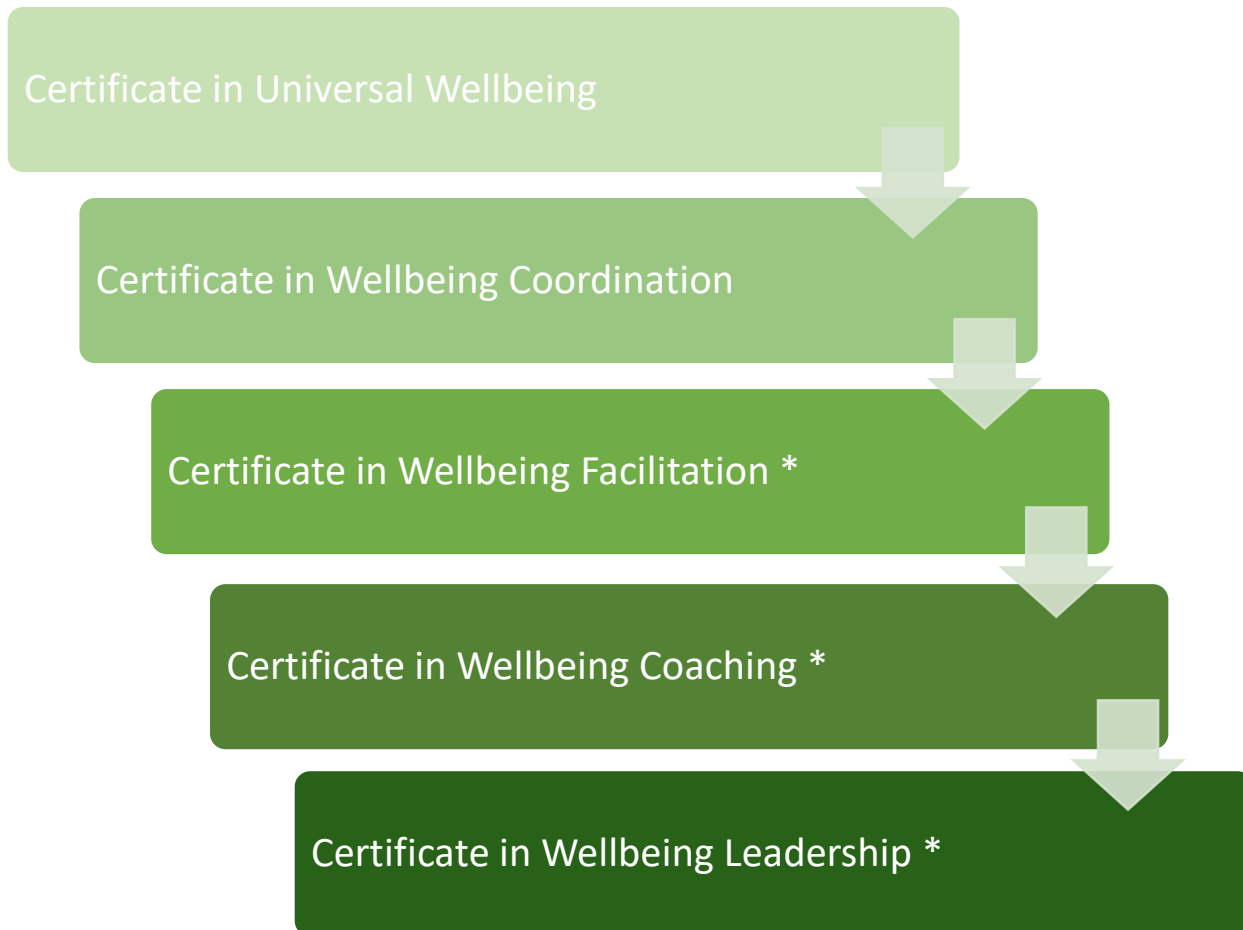 Certificate in Universal Wellbeing
Certificate in Wellbeing Coordination
Certificate in Wellbeing Facilitation *
Certificate in Wellbeing Coaching *
Certificate in Wellbeing Leadership *